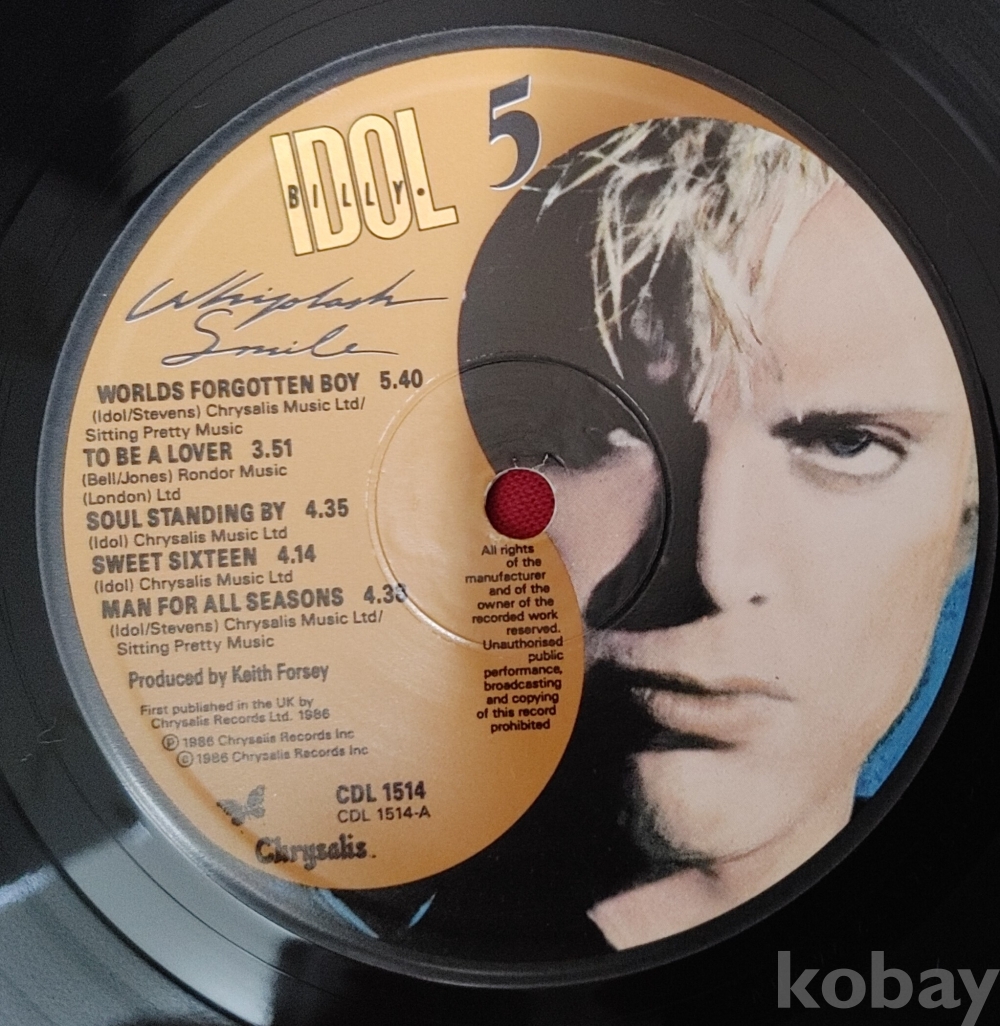 5
BILLY.
IDOL
Whiplash
Smile
WORLDS FORGOTTEN BOY 5.40
(Idol/Stevens) Chrysalis Music Ltd/
Sitting Pretty Music
TO BE A LOVER 3.51
(Bell/Jones) Rondor Music
(London) Ltd
SOUL STANDING BY 4.35
(Idol) Chrysalis Music Ltd
SWEET SIXTEEN 4.14
(Idol) Chrysalis Music Ltd
MAN FOR ALL SEASONS 4.38
(Idol/Stevens) Chrysalis Music Ltd/
Sitting Pretty Music
Produced by Keith Forsey
First published in the UK by
Chrysalis Records Ltd. 1986
Ⓟ 1986 Chrysalis Records Inc
© 1986 Chrysalis Records Inc
CDL 1514
CDL 1514-A
Chrysalis.
All rights
of the
manufacturer
and of the
owner of the
recorded work
reserved.
Unauthorised
public
performance,
broadcasting
and copying
of this record
prohibited
kobay